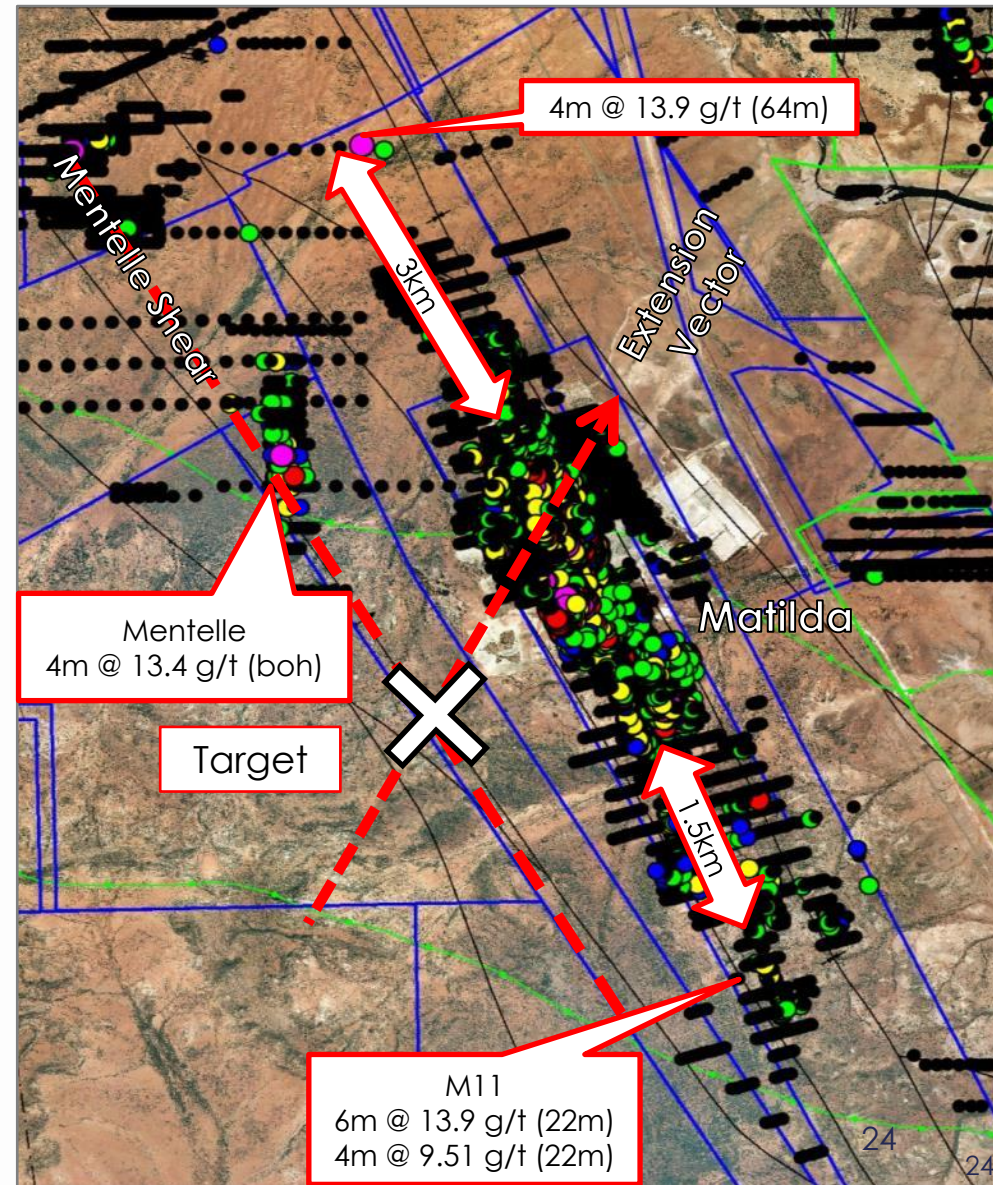 4m @ 13.9 g/t (64m)
Mentelle Shear
3km
Extension
Vector
Matilda
Mentelle
4m @ 13.4 g/t (boh)
Target
1.5km
M11
6m @ 13.9 g/t (22m)
4m @ 9.51 g/t (22m)
24
24